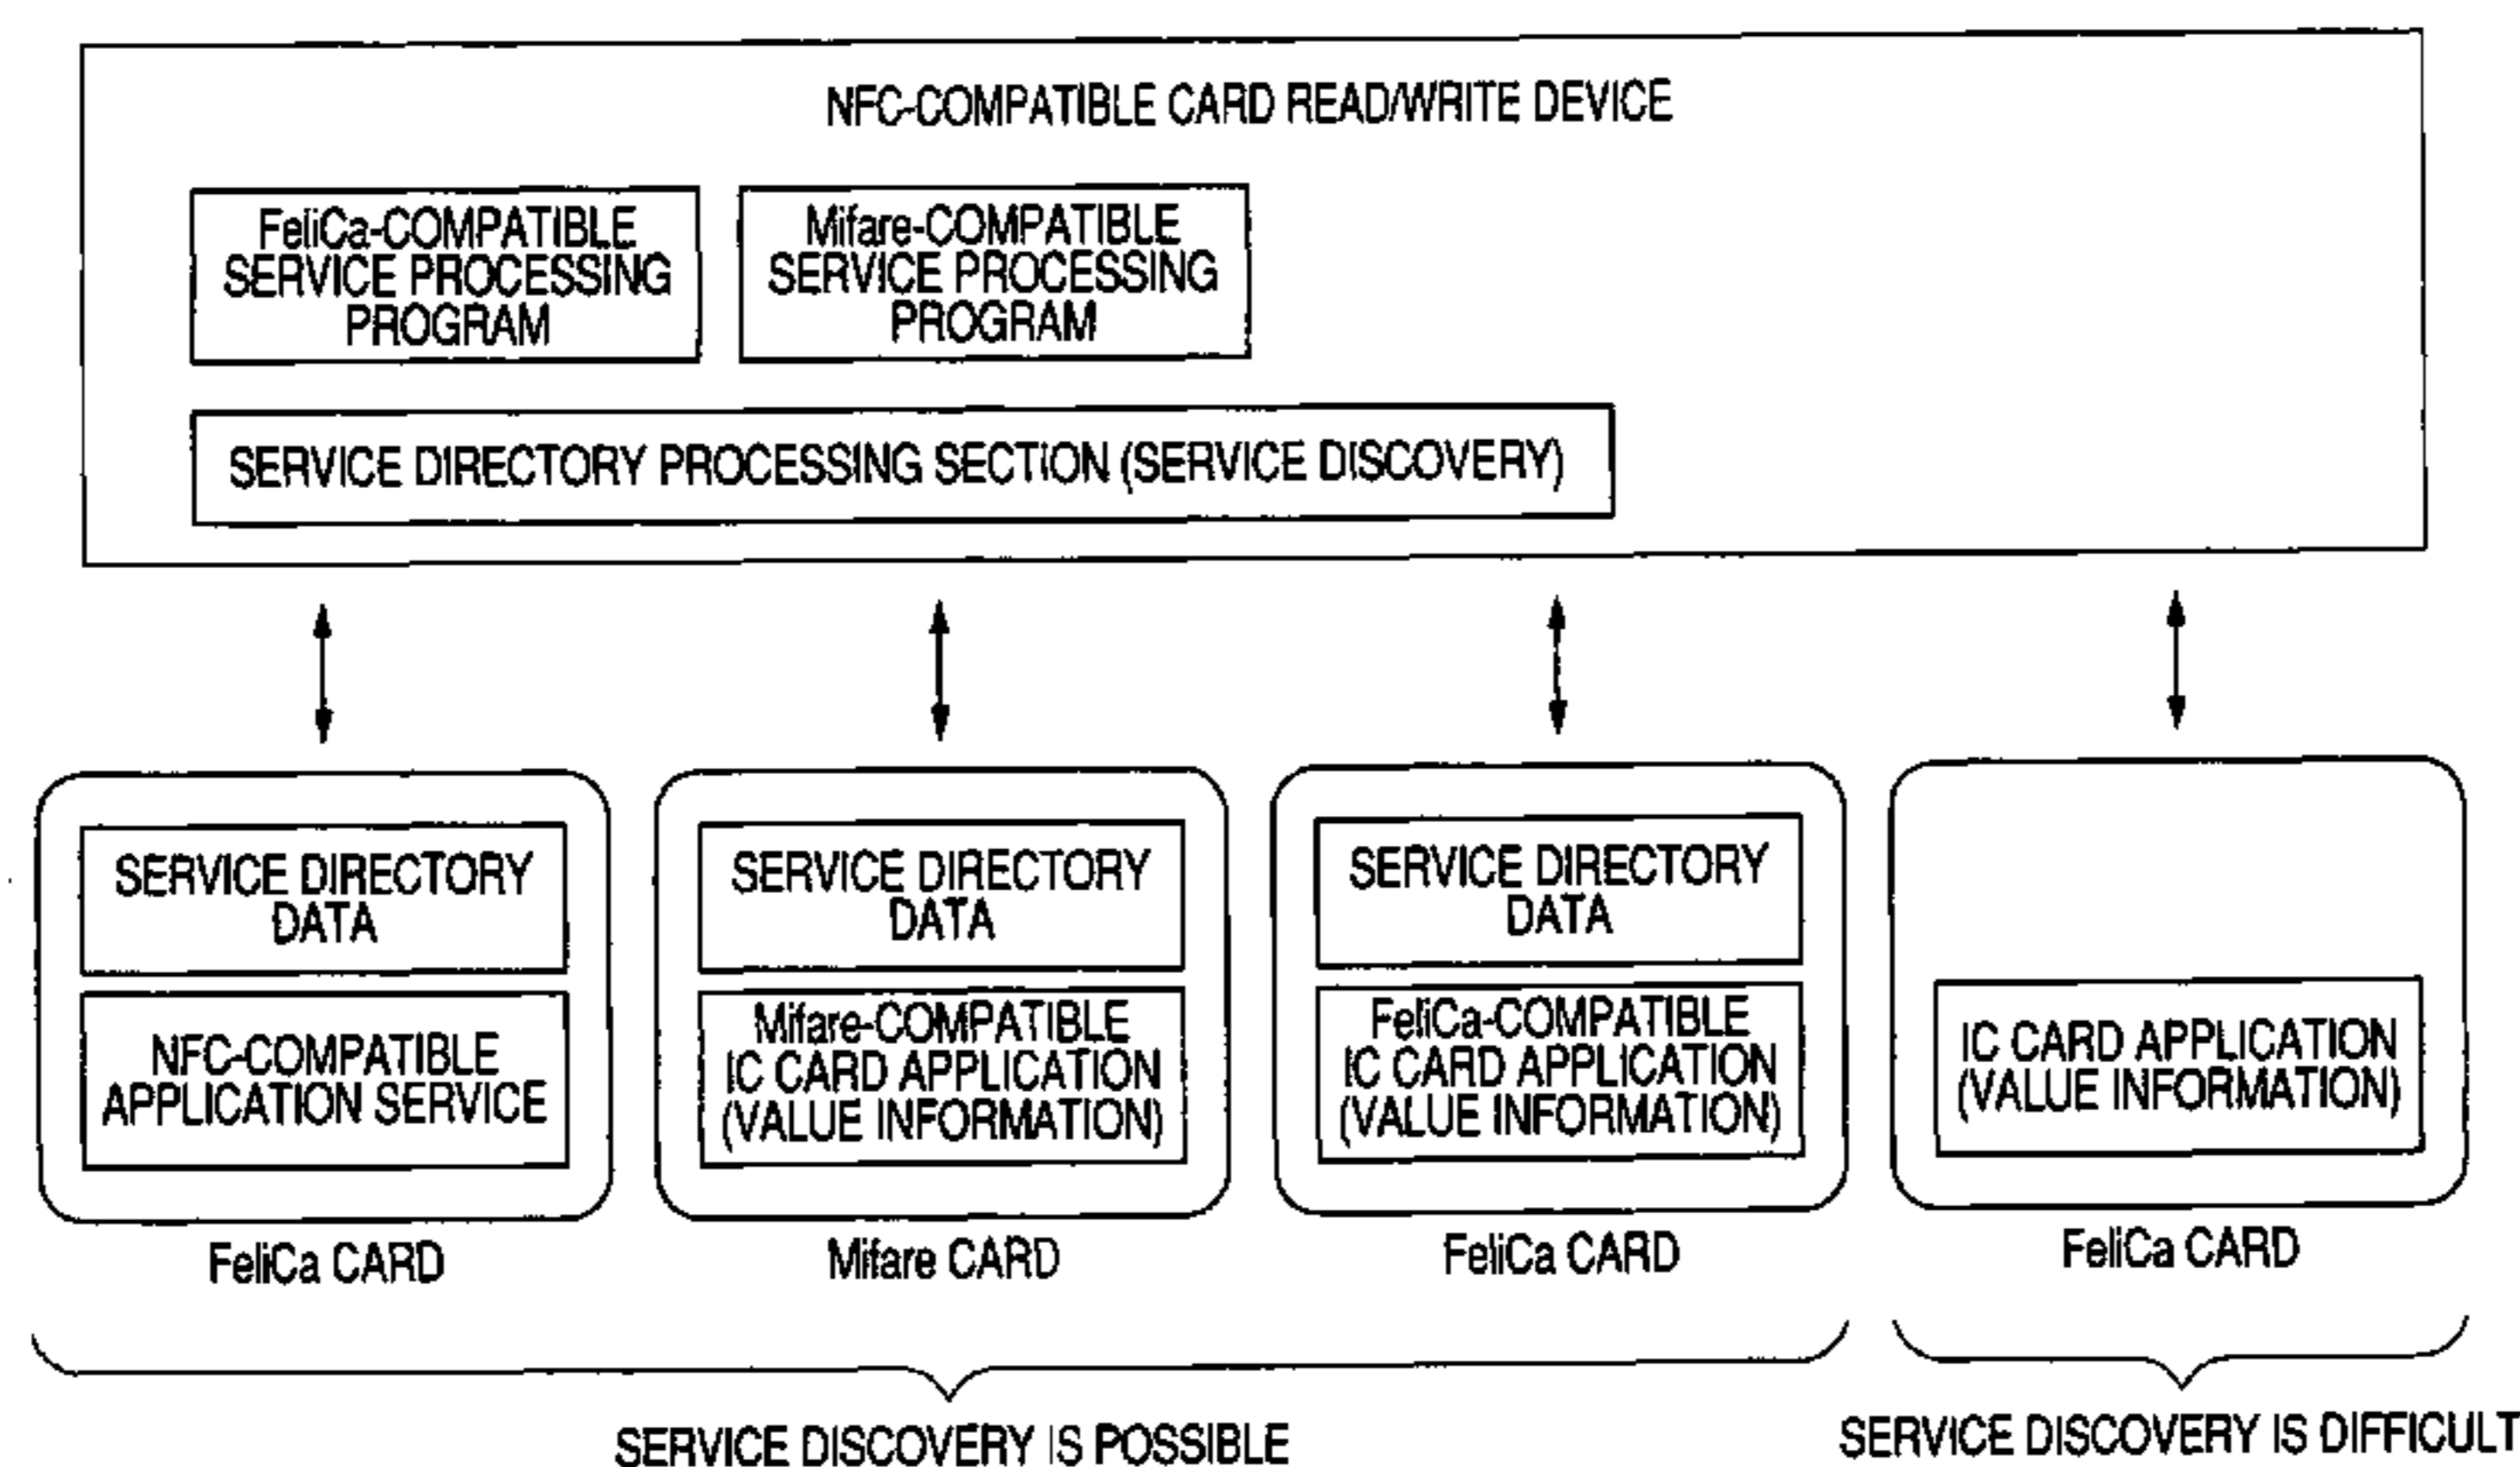 NFC-COMPATIBLE CARD READ/WRITE DEVICE
FeliCa-COMPATIBLE
SERVICE PROCESSING
PROGRAM
Mifare-COMPATIBLE
SERVICE PROCESSING
PROGRAM
SERVICE DIRECTORY PROCESSING SECTION (SERVICE DISCOVERY)
SERVICE DIRECTORY
DATA
NFC-COMPATIBLE
APPLICATION SERVICE
FeliCa CARD
SERVICE DIRECTORY
DATA
Mifare-COMPATIBLE
IC CARD APPLICATION
(VALUE INFORMATION)
Mifare CARD
SERVICE DIRECTORY
DATA
FeliCa-COMPATIBLE
IC CARD APPLICATION
(VALUE INFORMATION)
FeliCa CARD
IC CARD APPLICATION
(VALUE INFORMATION)
FeliCa CARD
SERVICE DISCOVERY IS POSSIBLE
SERVICE DISCOVERY IS DIFFICULT